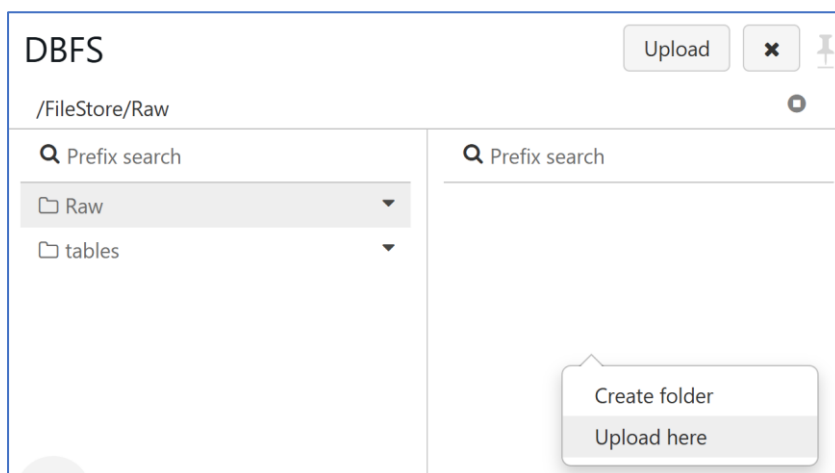 DBFS
Upload
/FileStore/Raw
Prefix search
Prefix search
Raw
tables
Create folder
Upload here